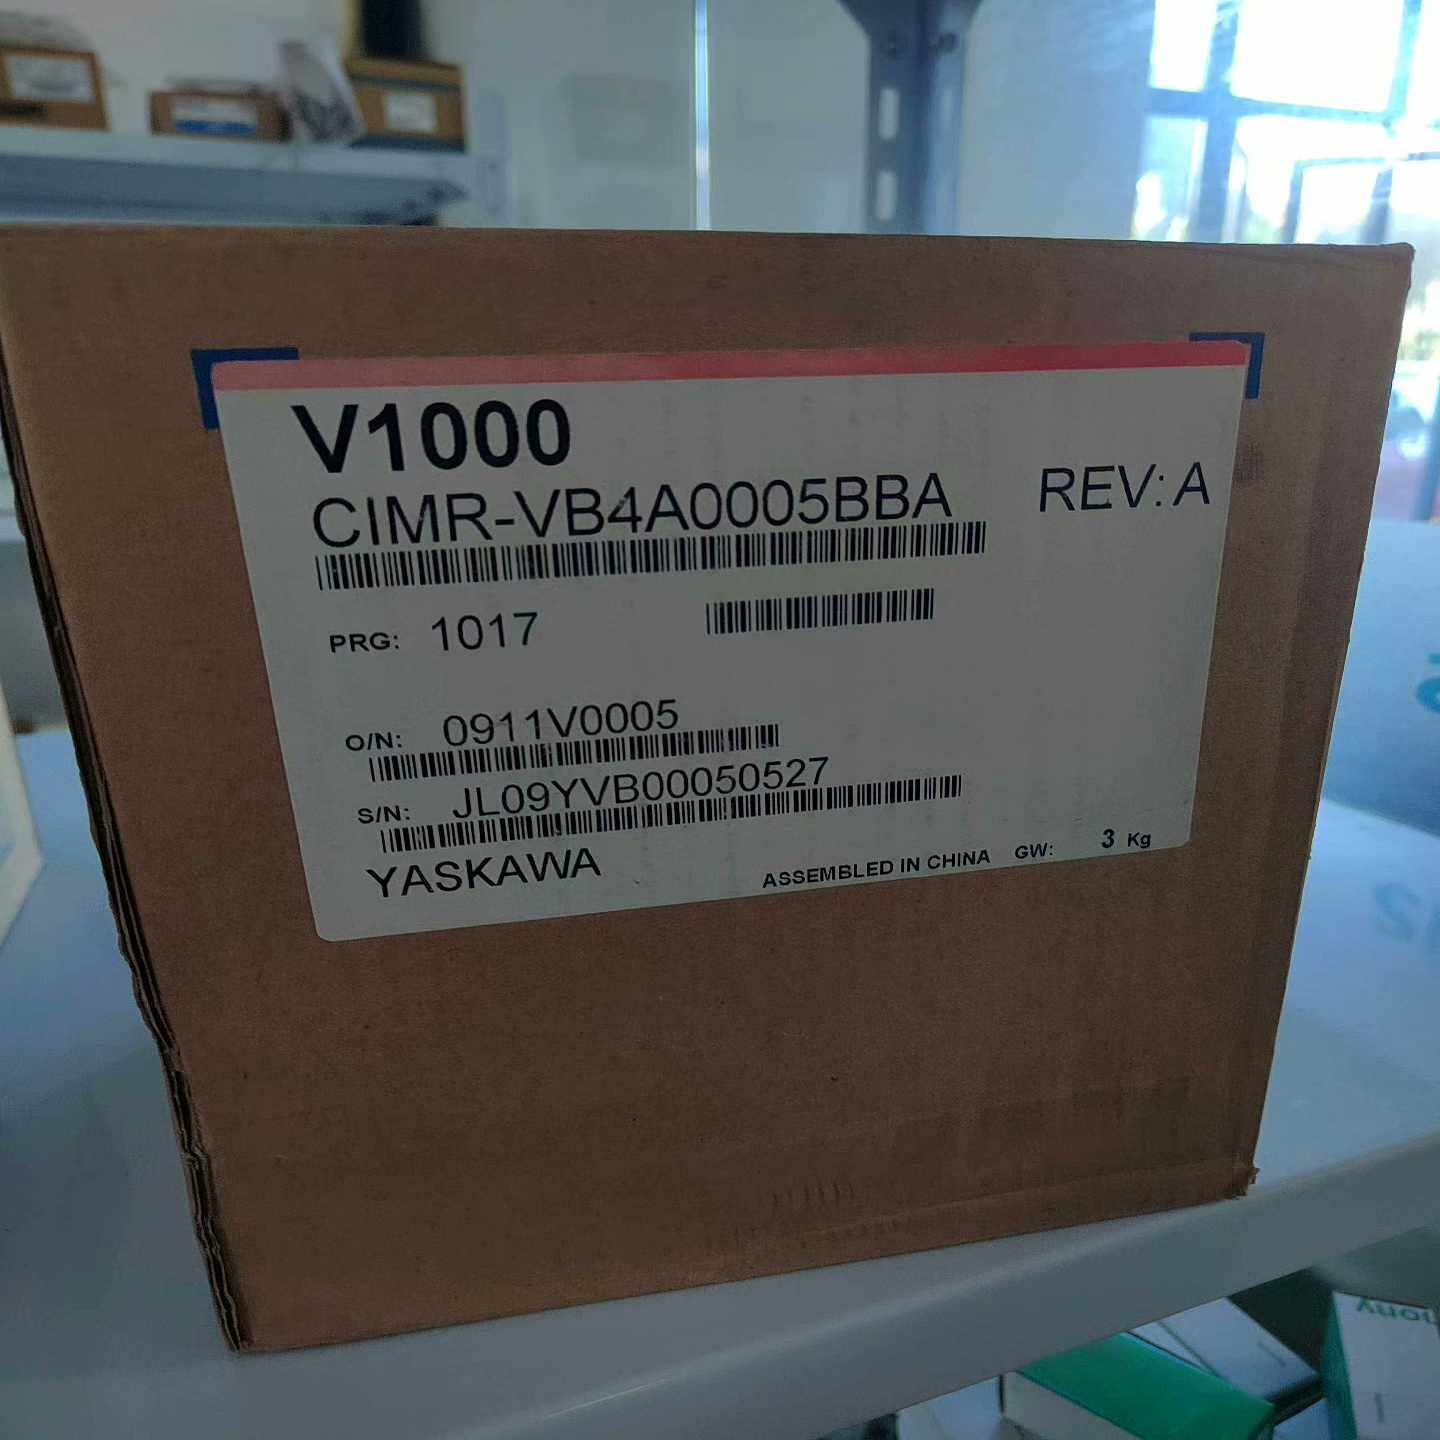 V1000
CIMR-VB4A0005BBA REV: A
PRG: 1017
O/N: 0911V0005
S/N: JL09YVB00050527
YASKAWA ASSEMBLED IN CHINA GW: 3 Kg